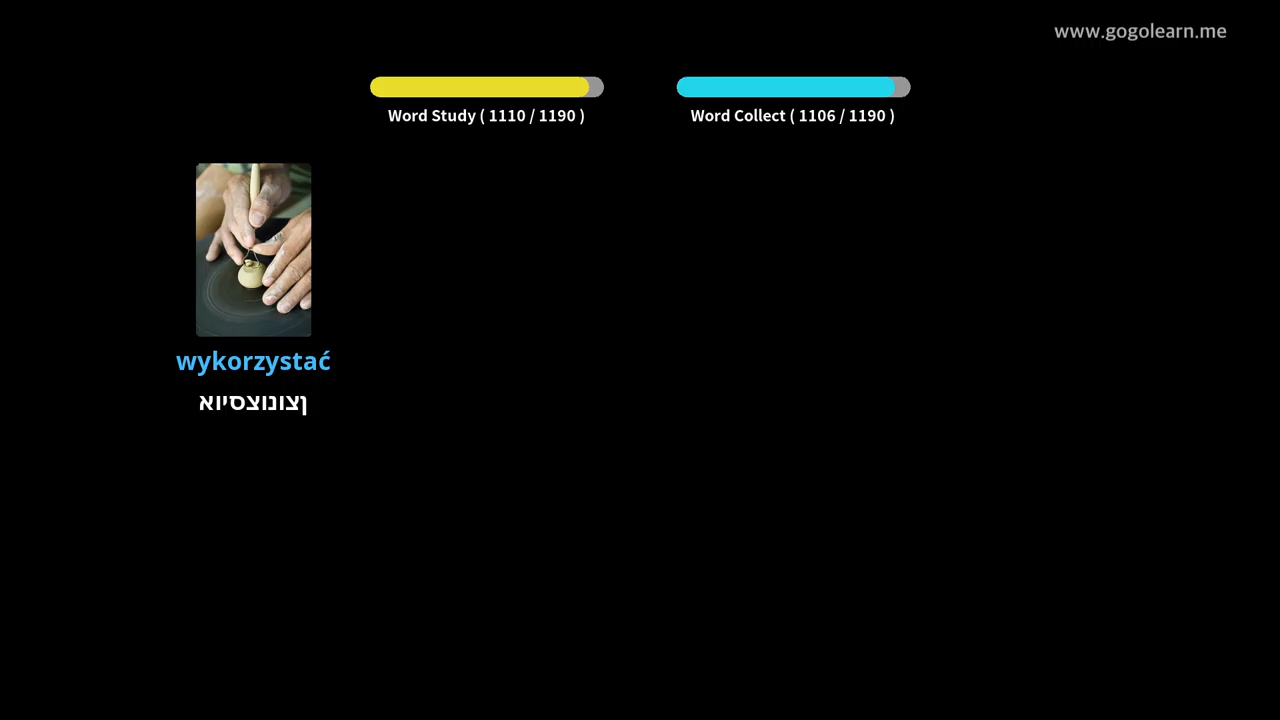 www.gogolearn.me
Word Study ( 1110 / 1190 )
Word Collect ( 1106 / 1190 )
wykorzystać
אויסצונוצן